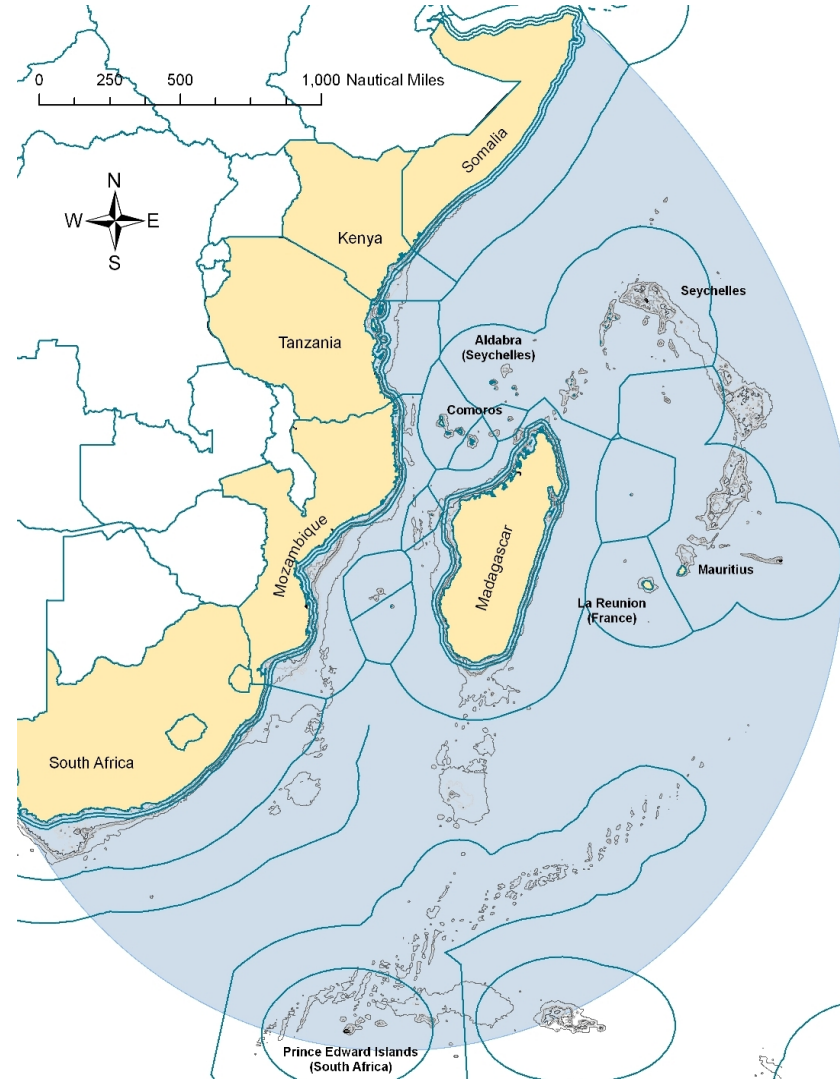 0 250 500 1,000 Nautical Miles
N
W E
S
Somalia
Kenya
Tanzania
Seychelles
Aldabra
(Seychelles)
Comoros
Mozambique
Madagascar
Mauritius
La Reunion
(France)
South Africa
Prince Edward Islands
(South Africa)